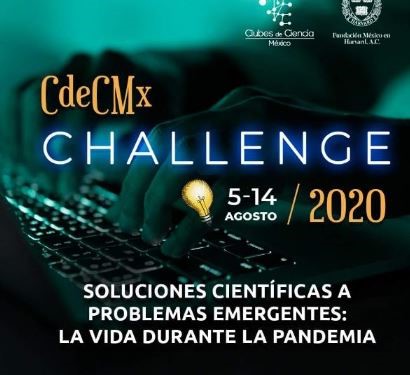 Clubes de Ciencia
México
Fundación México en
Harvard, A.C.
CdeCMx
CHALLENGE
5-14
AGOSTO
/ 2020
SOLUCIONES CIENTÍFICAS A
PROBLEMAS EMERGENTES:
LA VIDA DURANTE LA PANDEMIA